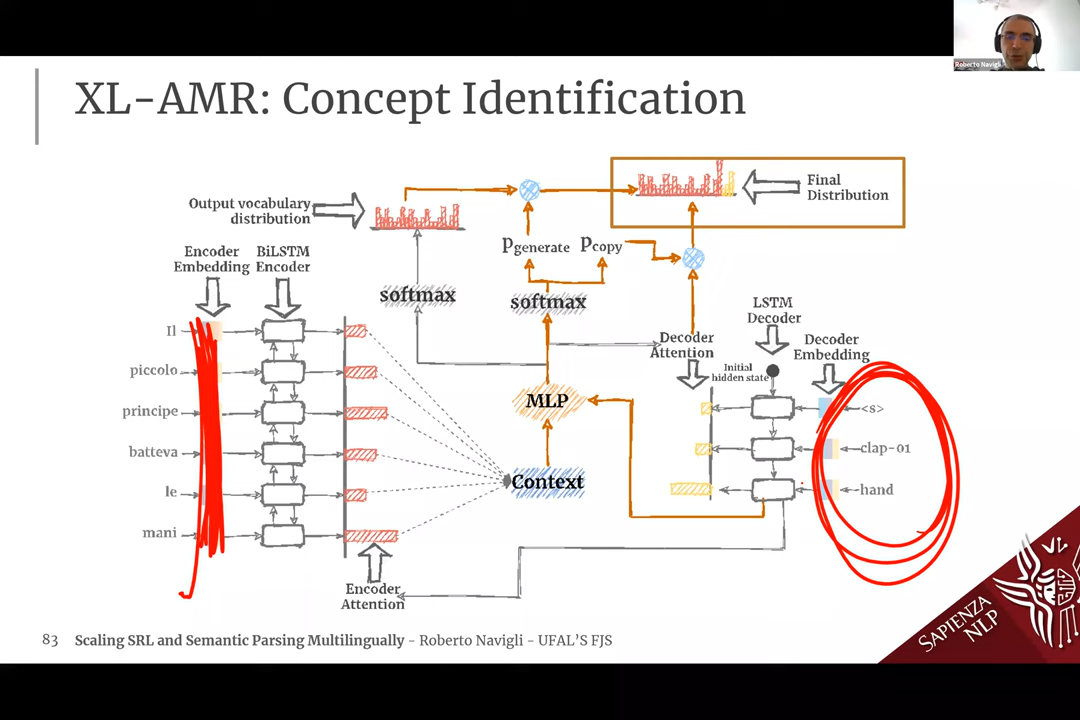 Roberto Navigli
XL-AMR: Concept Identification
Output vocabulary
distribution
Final
Distribution
Encoder
Embedding
BiLSTM
Encoder
pgenerate
pcopy
softmax
softmax
LSTM
Decoder
Decoder
Attention
Decoder
Embedding
Initial
hidden state
Il
piccolo
principe
batteva
le
mani
MLP
Context
<s>
clap-01
hand
Encoder
Attention
83
Scaling SRL and Semantic Parsing Multilingually - Roberto Navigli - UFAL'S FJS
SAPIENZA
NLP